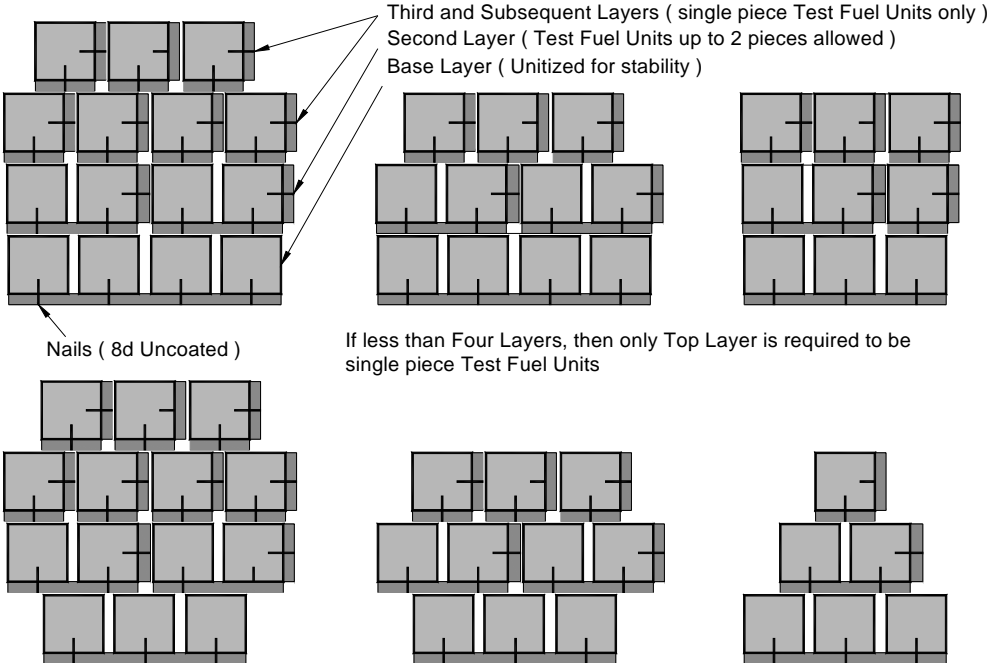 Third and Subsequent Layers ( single piece Test Fuel Units only )
Second Layer ( Test Fuel Units up to 2 pieces allowed )
Base Layer ( Unitized for stability )
Nails ( 8d Uncoated )
If less than Four Layers, then only Top Layer is required to be
single piece Test Fuel Units